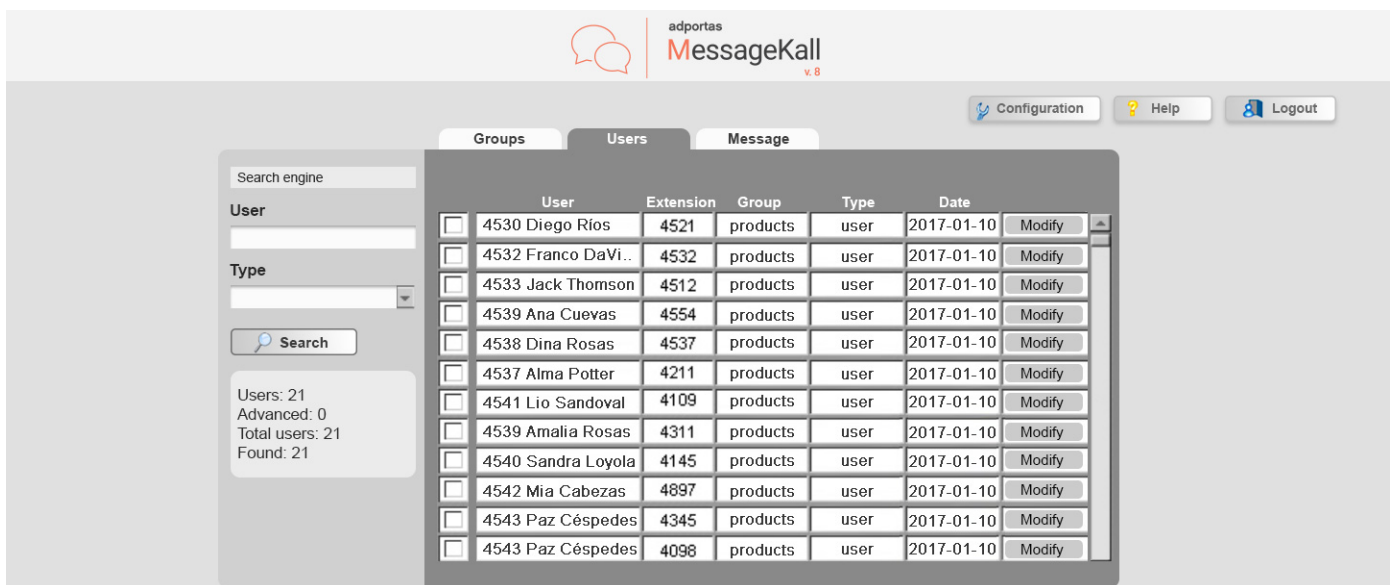 adportas
MessageKall
v. 8
Configuration Help Logout
Groups Users Message
Search engine
User
Type
Search
Users: 21
Advanced: 0
Total users: 21
Found: 21
User Extension Group Type Date
4530 Diego Ríos 4521 products user 2017-01-10 Modify
4532 Franco DaVi.. 4532 products user 2017-01-10 Modify
4533 Jack Thomson 4512 products user 2017-01-10 Modify
4539 Ana Cuevas 4554 products user 2017-01-10 Modify
4538 Dina Rosas 4537 products user 2017-01-10 Modify
4537 Alma Potter 4211 products user 2017-01-10 Modify
4541 Lio Sandoval 4109 products user 2017-01-10 Modify
4539 Amalia Rosas 4311 products user 2017-01-10 Modify
4540 Sandra Loyola 4145 products user 2017-01-10 Modify
4542 Mia Cabezas 4897 products user 2017-01-10 Modify
4543 Paz Céspedes 4345 products user 2017-01-10 Modify
4543 Paz Céspedes 4098 products user 2017-01-10 Modify